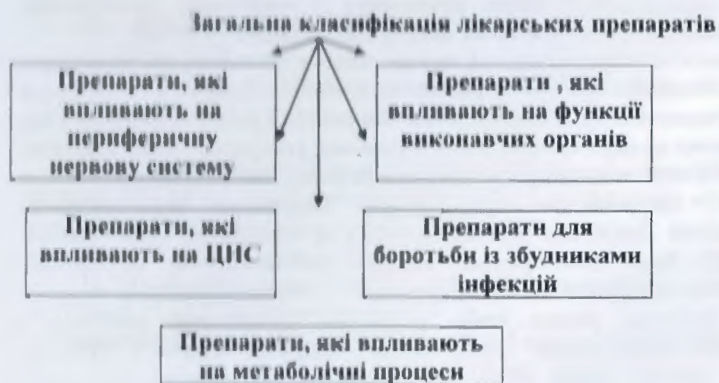 Загальна класифікація лікарських препаратів
Препарати, які
впливають на
периферичну
нервову систему
Препарати , які
впливають на функції
виконавчих органів
Препарати, які
впливають на ЦНС
Препарати для
боротьби із збудниками
інфекцій
Препарати, які впливають
на метаболічні процеси